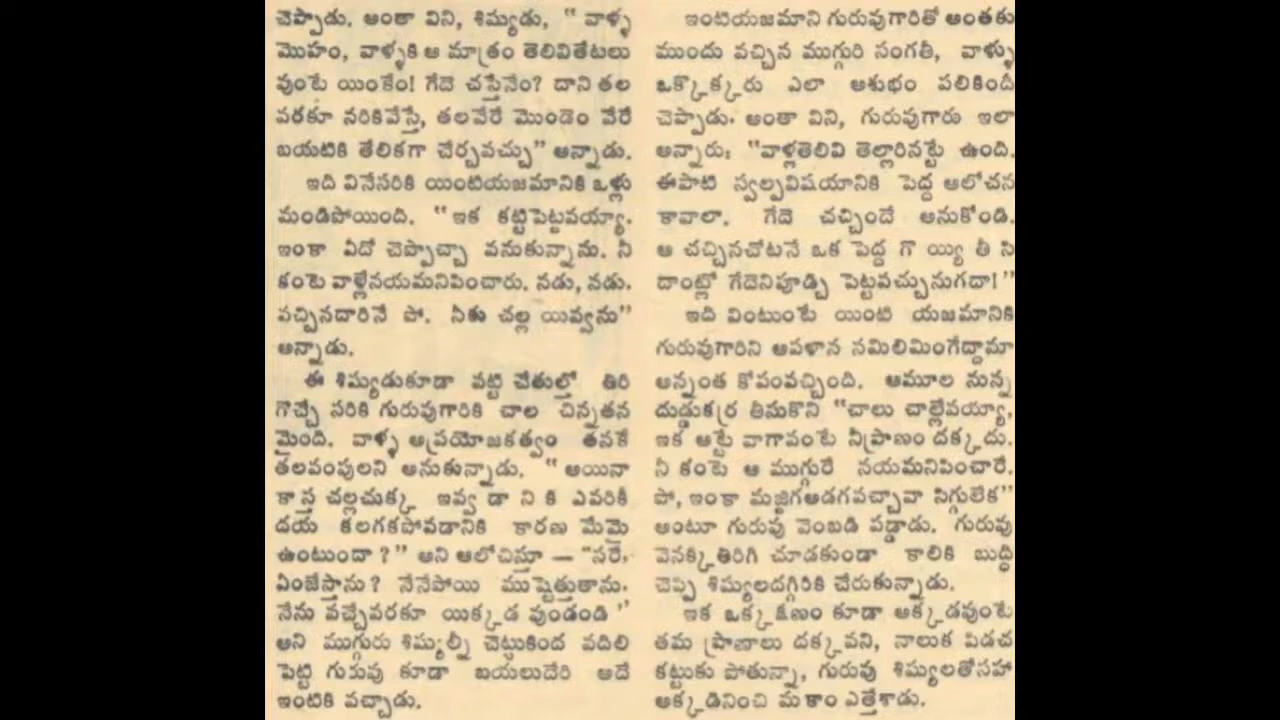 చెప్పాడు. అంతా విని, శిష్యుడు, “ వాళ్ళ
మొహం, వాళ్ళకి ఆ మాత్రం తెలివితేటలు
వుంటే యింకేం! గేదె చస్తేనేం? దాని తల
వరకూ నరికివేస్తే, తలవేరే మొండెం వేరే
బయటికి తేలికగా చేర్చవచ్చు” అన్నాడు.
ఇది వినేసరికి యింటియజమానికి ఒళ్లు
మండిపోయింది. “ఇక కట్టిపెట్టవయ్యా.
ఇంకా వీదో చెప్పొచ్చా వనుకున్నాను. నీ
కంటె వాళ్లేనయమనిపించారు. నడు, నడు.
వచ్చినదారినే పో. నీకు చల్ల యివ్వను”
అన్నాడు.
ఈ శిష్యుడుకూడా వట్టి చేతుల్తో తిరి
గొచ్చే సరికి గురువుగారికి చాల చిన్నతన
మైంది. వాళ్ళ అప్రయోజకత్వం తనకే
తలవంపులని అనుకున్నాడు. “ అయినా
కాస్త చల్లచుక్క ఇవ్వ డా ని కి ఎవరికీ
దయ కలగకపోవడానికి కారణ మేమై
ఉంటుందా ? ” అని ఆలోచిస్తూ — “సరే,
ఏంజేస్తాను? నేనేపోయి ముష్టెత్తుతాను.
నేను వచ్చేవరకూ యిక్కడ వుండండి ”
అని ముగ్గురు శిష్యుల్నీ చెట్టుకింద వదిలి
పెట్టి గురువు కూడా బయలుదేరి అదే
ఇంటికి వచ్చాడు.
ఇంటియజమాని గురువుగారితో అంతకు
ముందు వచ్చిన ముగ్గురి సంగతీ, వాళ్ళు
ఒక్కొక్కరు ఎలా అశుభం పలికిందీ
చెప్పాడు. అంతా విని, గురువుగారు ఇలా
అన్నారు: “వాళ్లతెలివి తెల్లారినట్టే ఉంది.
ఈపాటి స్వల్పవిషయానికి పెద్ద ఆలోచన
కావాలా. గేదె చచ్చిందే అనుకోండి.
ఆ చచ్చినచోటనే ఒక పెద్ద గొ య్యి తీ సి
దాంట్లో గేదెనిపూడ్చి పెట్టవచ్చునుగదా!”
ఇది వింటుంటే యింటి యజమానికి
గురువుగారిని అవళాన నమిలిమింగేద్దామా
అన్నంత కోపంవచ్చింది. ఆమూల నున్న
దుడ్డుకర్ర తీసుకొని “చాలు చాల్లేవయ్యా,
ఇక అట్టే వాగావంటే నీప్రాణం దక్కదు.
నీ కంటె ఆ ముగ్గురే నయమనిపించారే.
పో, ఇంకా మజ్జిగఅడగవచ్చావా సిగ్గులేక”
అంటూ గురువు వెంబడి పడ్డాడు. గురువు
వెనక్కితిరిగి చూడకుండా కాలికి బుద్ధి
చెప్పి శిష్యులదగ్గిరికి చేరుకున్నాడు.
ఇక ఒక్కక్షణం కూడా అక్కడవుంటే
తమ ప్రాణాలు దక్కవని, నాలుక పిడచ
కట్టుకు పోతున్నా, గురువు శిష్యులతోసహా
అక్కడినించి మకాం ఎత్తేశాడు.